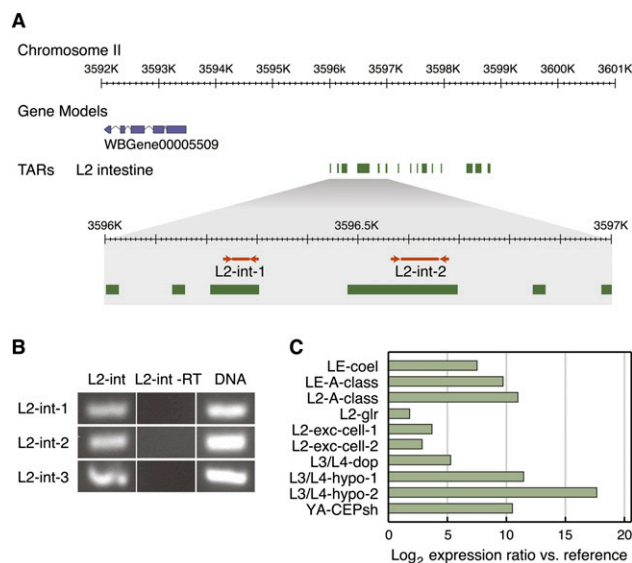 A
Chromosome II
3592K 3593K 3594K 3595K 3596K 3597K 3598K 3599K 3600K 3601K
Gene Models
WBGene00005509
TARs L2 intestine
3596K 3596.5K 3597K
L2-int-1 L2-int-2
B
L2-int L2-int -RT DNA
L2-int-1
L2-int-2
L2-int-3
C
LE-coel
LE-A-class
L2-A-class
L2-glr
L2-exc-cell-1
L2-exc-cell-2
L3/L4-dop
L3/L4-hypo-1
L3/L4-hypo-2
YA-CEPsh
0 5 10 15 20
Log2 expression ratio vs. reference